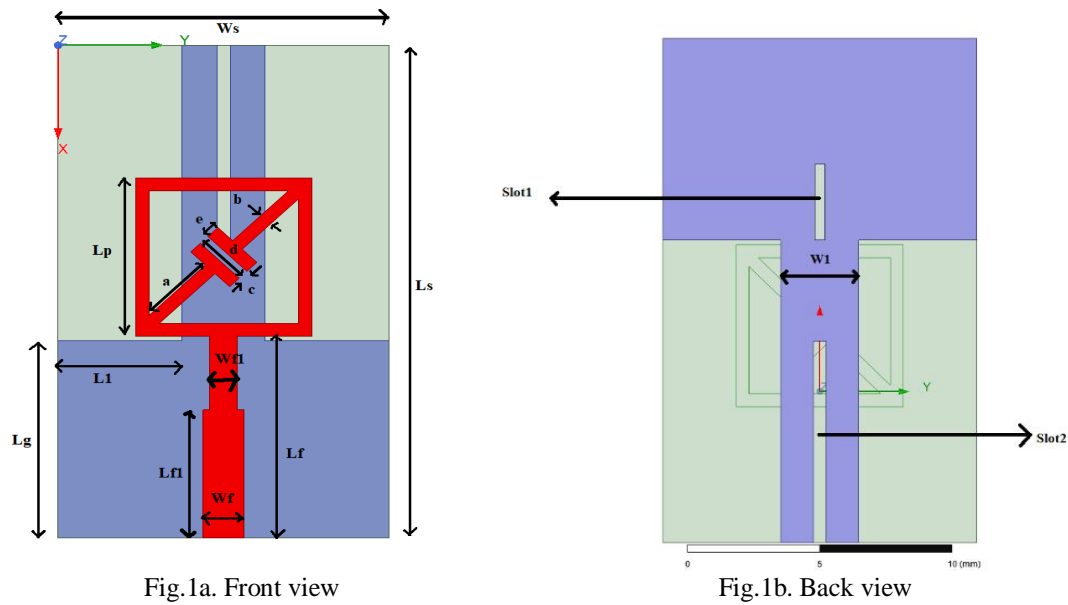 Ws
Z
Y
X
b
e
d
a
c
Lp
Ls
Wf1
L1
Lg
Lf1
Lf
Wf
Fig.1a. Front view
Slot1
W1
Z
Y
Slot2
0 5 10 (mm)
Fig.1b. Back view